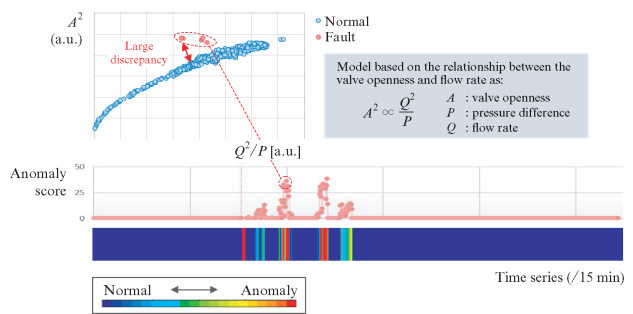 A²
(a.u.)
Large
discrepancy
Normal
Fault
Model based on the relationship between the
valve openness and flow rate as:
A² ∝ Q²/P
A : valve openness
P : pressure difference
Q : flow rate
Q²/P [a.u.]
Anomaly
score
50
25
0
Time series (/15 min)
Normal
Anomaly